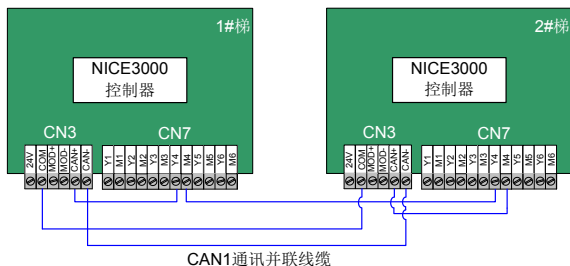 1#梯
NICE3000
控制器
CN3
CN7
24V
COM
MOD+
MOD-
CAN+
CAN-
Y1
M1
Y2
M2
Y3
M3
Y4
M4
Y5
M5
Y6
M6
2#梯
NICE3000
控制器
CN3
CN7
24V
COM
MOD+
MOD-
CAN+
CAN-
Y1
M1
Y2
M2
Y3
M3
Y4
M4
Y5
M5
Y6
M6
CAN1通讯并联线缆